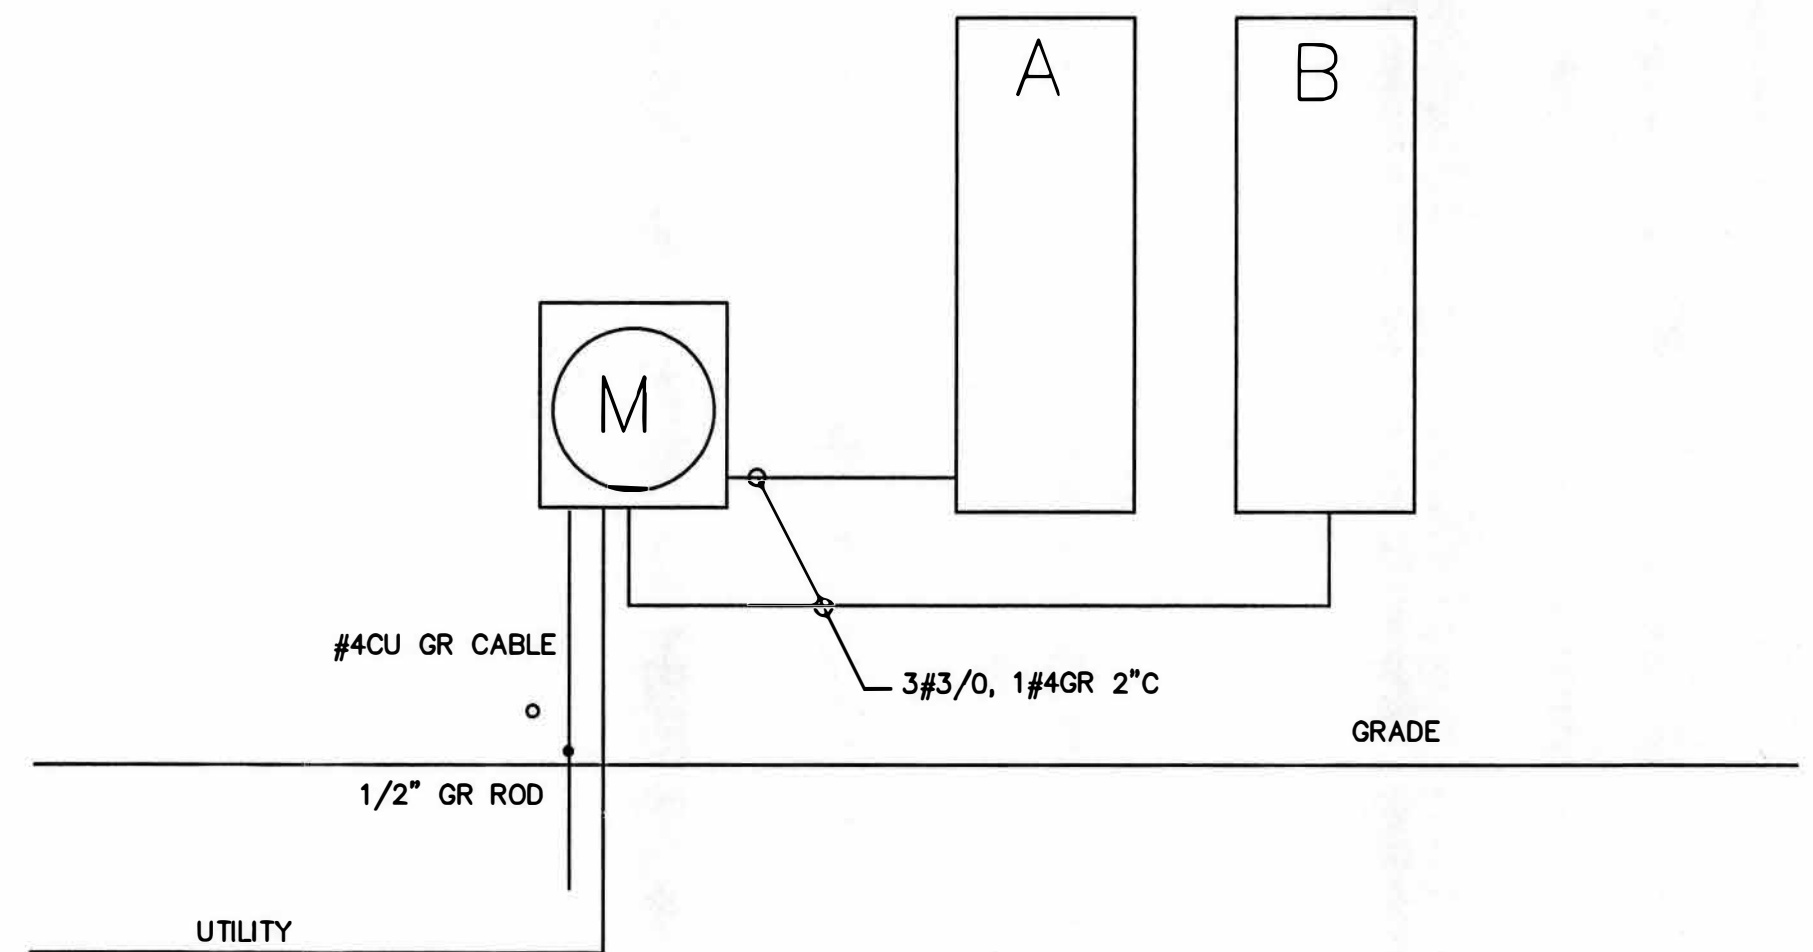 A
B
M
#4CU GR CABLE
3#3/0, 1#4GR 2"C
GRADE
1/2" GR ROD
UTILITY